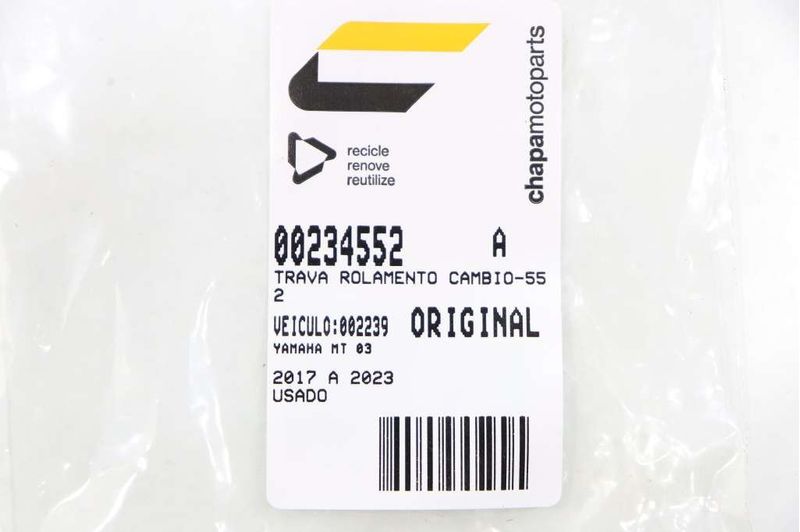 chapamotoparts
recicle
renove
reutilize
00234552 A
TRAVA ROLAMENTO CAMBIO-55
2
VEICULO:002239 ORIGINAL
YAMAHA MT 03
2017 A 2023
USADO